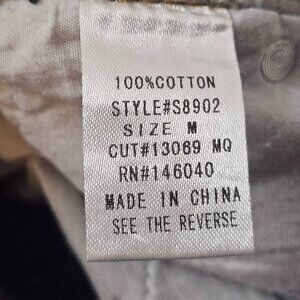 100%COTTON
STYLE#S8902
SIZE M
CUT#13069 MQ
RN#146040
MADE IN CHINA
SEE THE REVERSE